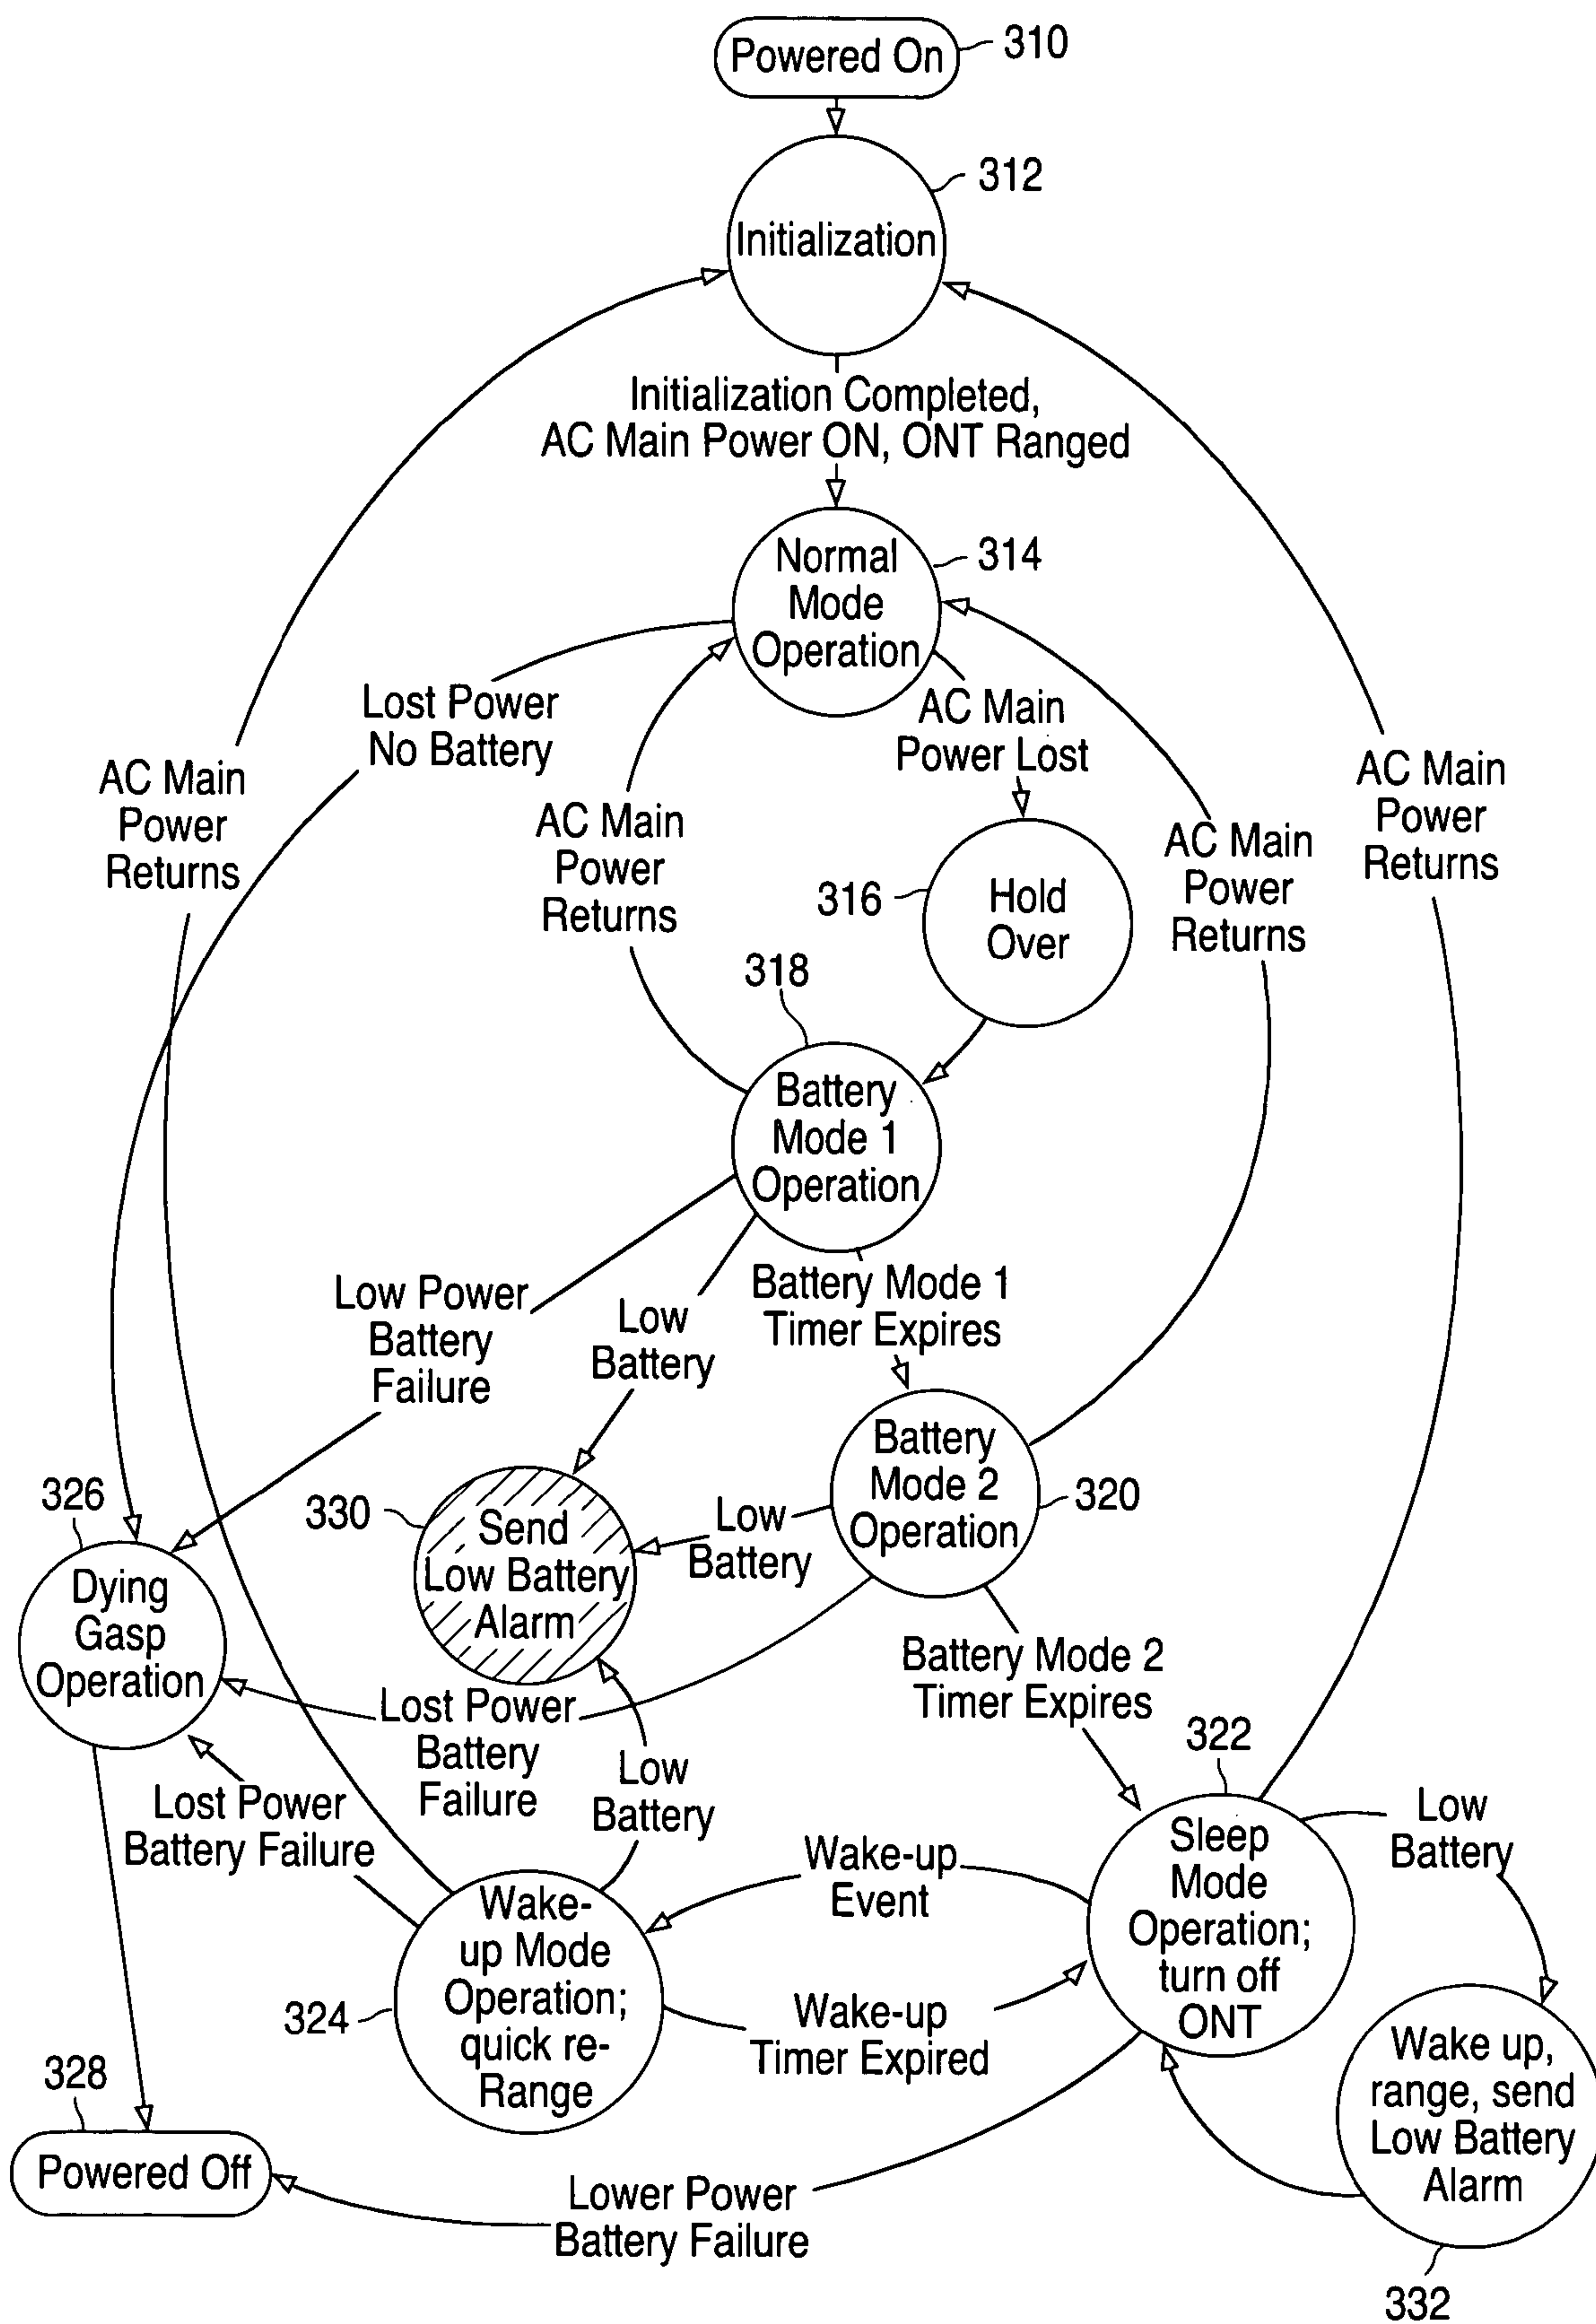 Powered On
310
312
Initialization
Initialization Completed,
AC Main Power ON, ONT Ranged
Normal
Mode
Operation
314
Lost Power
No Battery
AC Main
Power Lost
AC Main
Power
Returns
AC Main
Power
Returns
AC Main
Power
Returns
AC Main
Power
Returns
316
Hold
Over
318
Battery
Mode 1
Operation
Low Power
Battery
Failure
Low
Battery
Battery Mode 1
Timer Expires
Battery
Mode 2
Operation
320
326
330
Send
Low Battery
Alarm
Low
Battery
Dying
Gasp
Operation
Battery Mode 2
Timer Expires
Lost Power
Battery
Failure
Low
Battery
322
Lost Power
Battery Failure
Sleep
Mode
Operation;
turn off
ONT
Low
Battery
Wake-up
Event
Wake-
up Mode
Operation;
quick re-
Range
324
Wake-up
Timer Expired
Wake up,
range, send
Low Battery
Alarm
328
Powered Off
Lower Power
Battery Failure
332